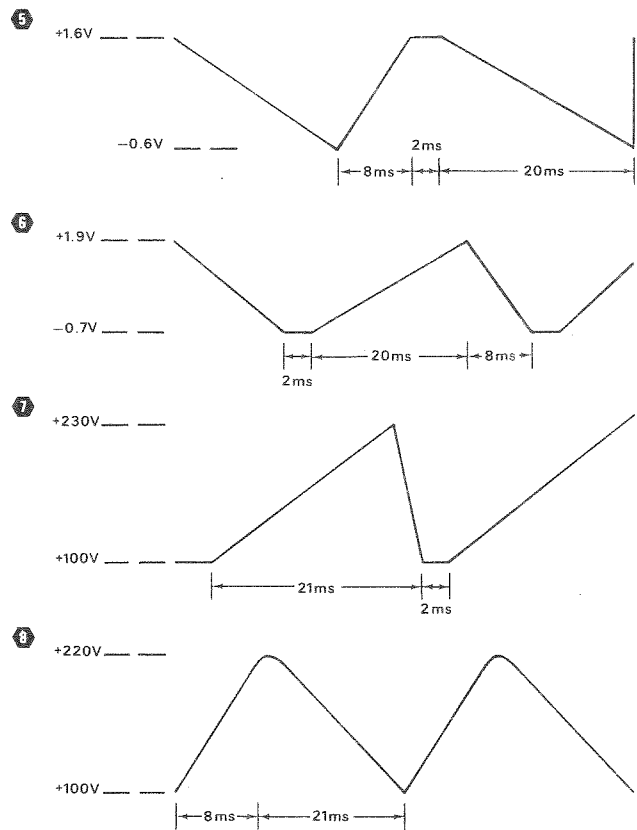 5
+1.6V
−0.6V
8ms
2ms
20ms
6
+1.9V
−0.7V
2ms
20ms
8ms
7
+230V
+100V
21ms
2ms
8
+220V
+100V
8ms
21ms